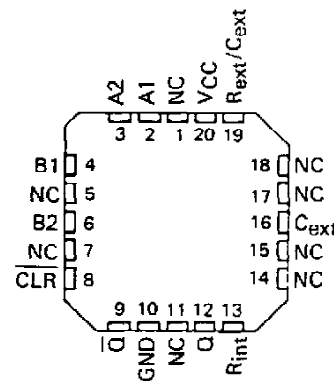 A2 A1 NC VCC Rext/Cext
3 2 1 20 19
B1 4 18 NC
NC 5 17 NC
B2 6 16 Cext
NC 7 15 NC
C̅L̅R̅ 8 14 NC
9 10 11 12 13
Q̅ GND NC Q Rint